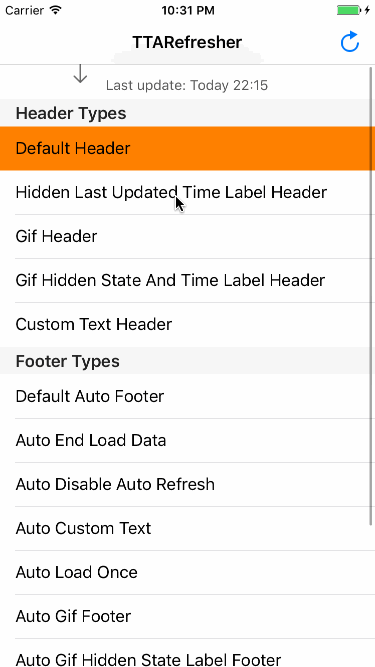 Carrier 10:31 PM
TTARefresher
Last update: Today 22:15
Header Types
Default Header
Hidden Last Updated Time Label Header
Gif Header
Gif Hidden State And Time Label Header
Custom Text Header
Footer Types
Default Auto Footer
Auto End Load Data
Auto Disable Auto Refresh
Auto Custom Text
Auto Load Once
Auto Gif Footer
Auto Gif Hidden State Label Footer